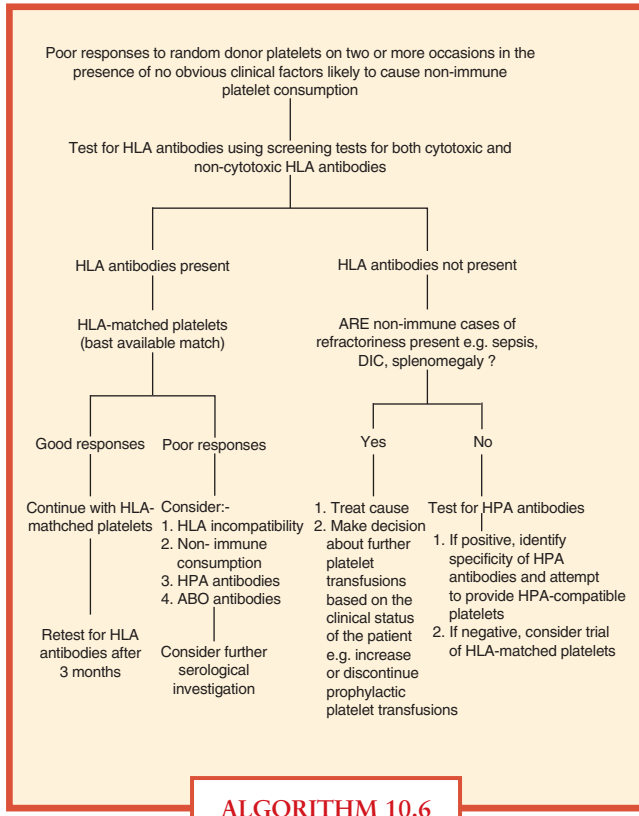 Poor responses to random donor platelets on two or more occasions in the
presence of no obvious clinical factors likely to cause non-immune
platelet consumption
Test for HLA antibodies using screening tests for both cytotoxic and
non-cytotoxic HLA antibodies
HLA antibodies present
HLA antibodies not present
HLA-matched platelets
(bast available match)
ARE non-immune cases of
refractoriness present e.g. sepsis,
DIC, splenomegaly ?
Good responses
Poor responses
Yes
No
Continue with HLA-
mathched platelets
Retest for HLA
antibodies after
3 months
Consider:-
1. HLA incompatibility
2. Non- immune
consumption
3. HPA antibodies
4. ABO antibodies
Consider further
serological
investigation
1. Treat cause
2. Make decision
about further
platelet
transfusions
based on the
clinical status
of the patient
e.g. increase
or discontinue
prophylactic
platelet transfusions
Test for HPA antibodies
1. If positive, identify
specificity of HPA
antibodies and attempt
to provide HPA-compatible
platelets
2. If negative, consider trial
of HLA-matched platelets
ALGORITHM 10.6